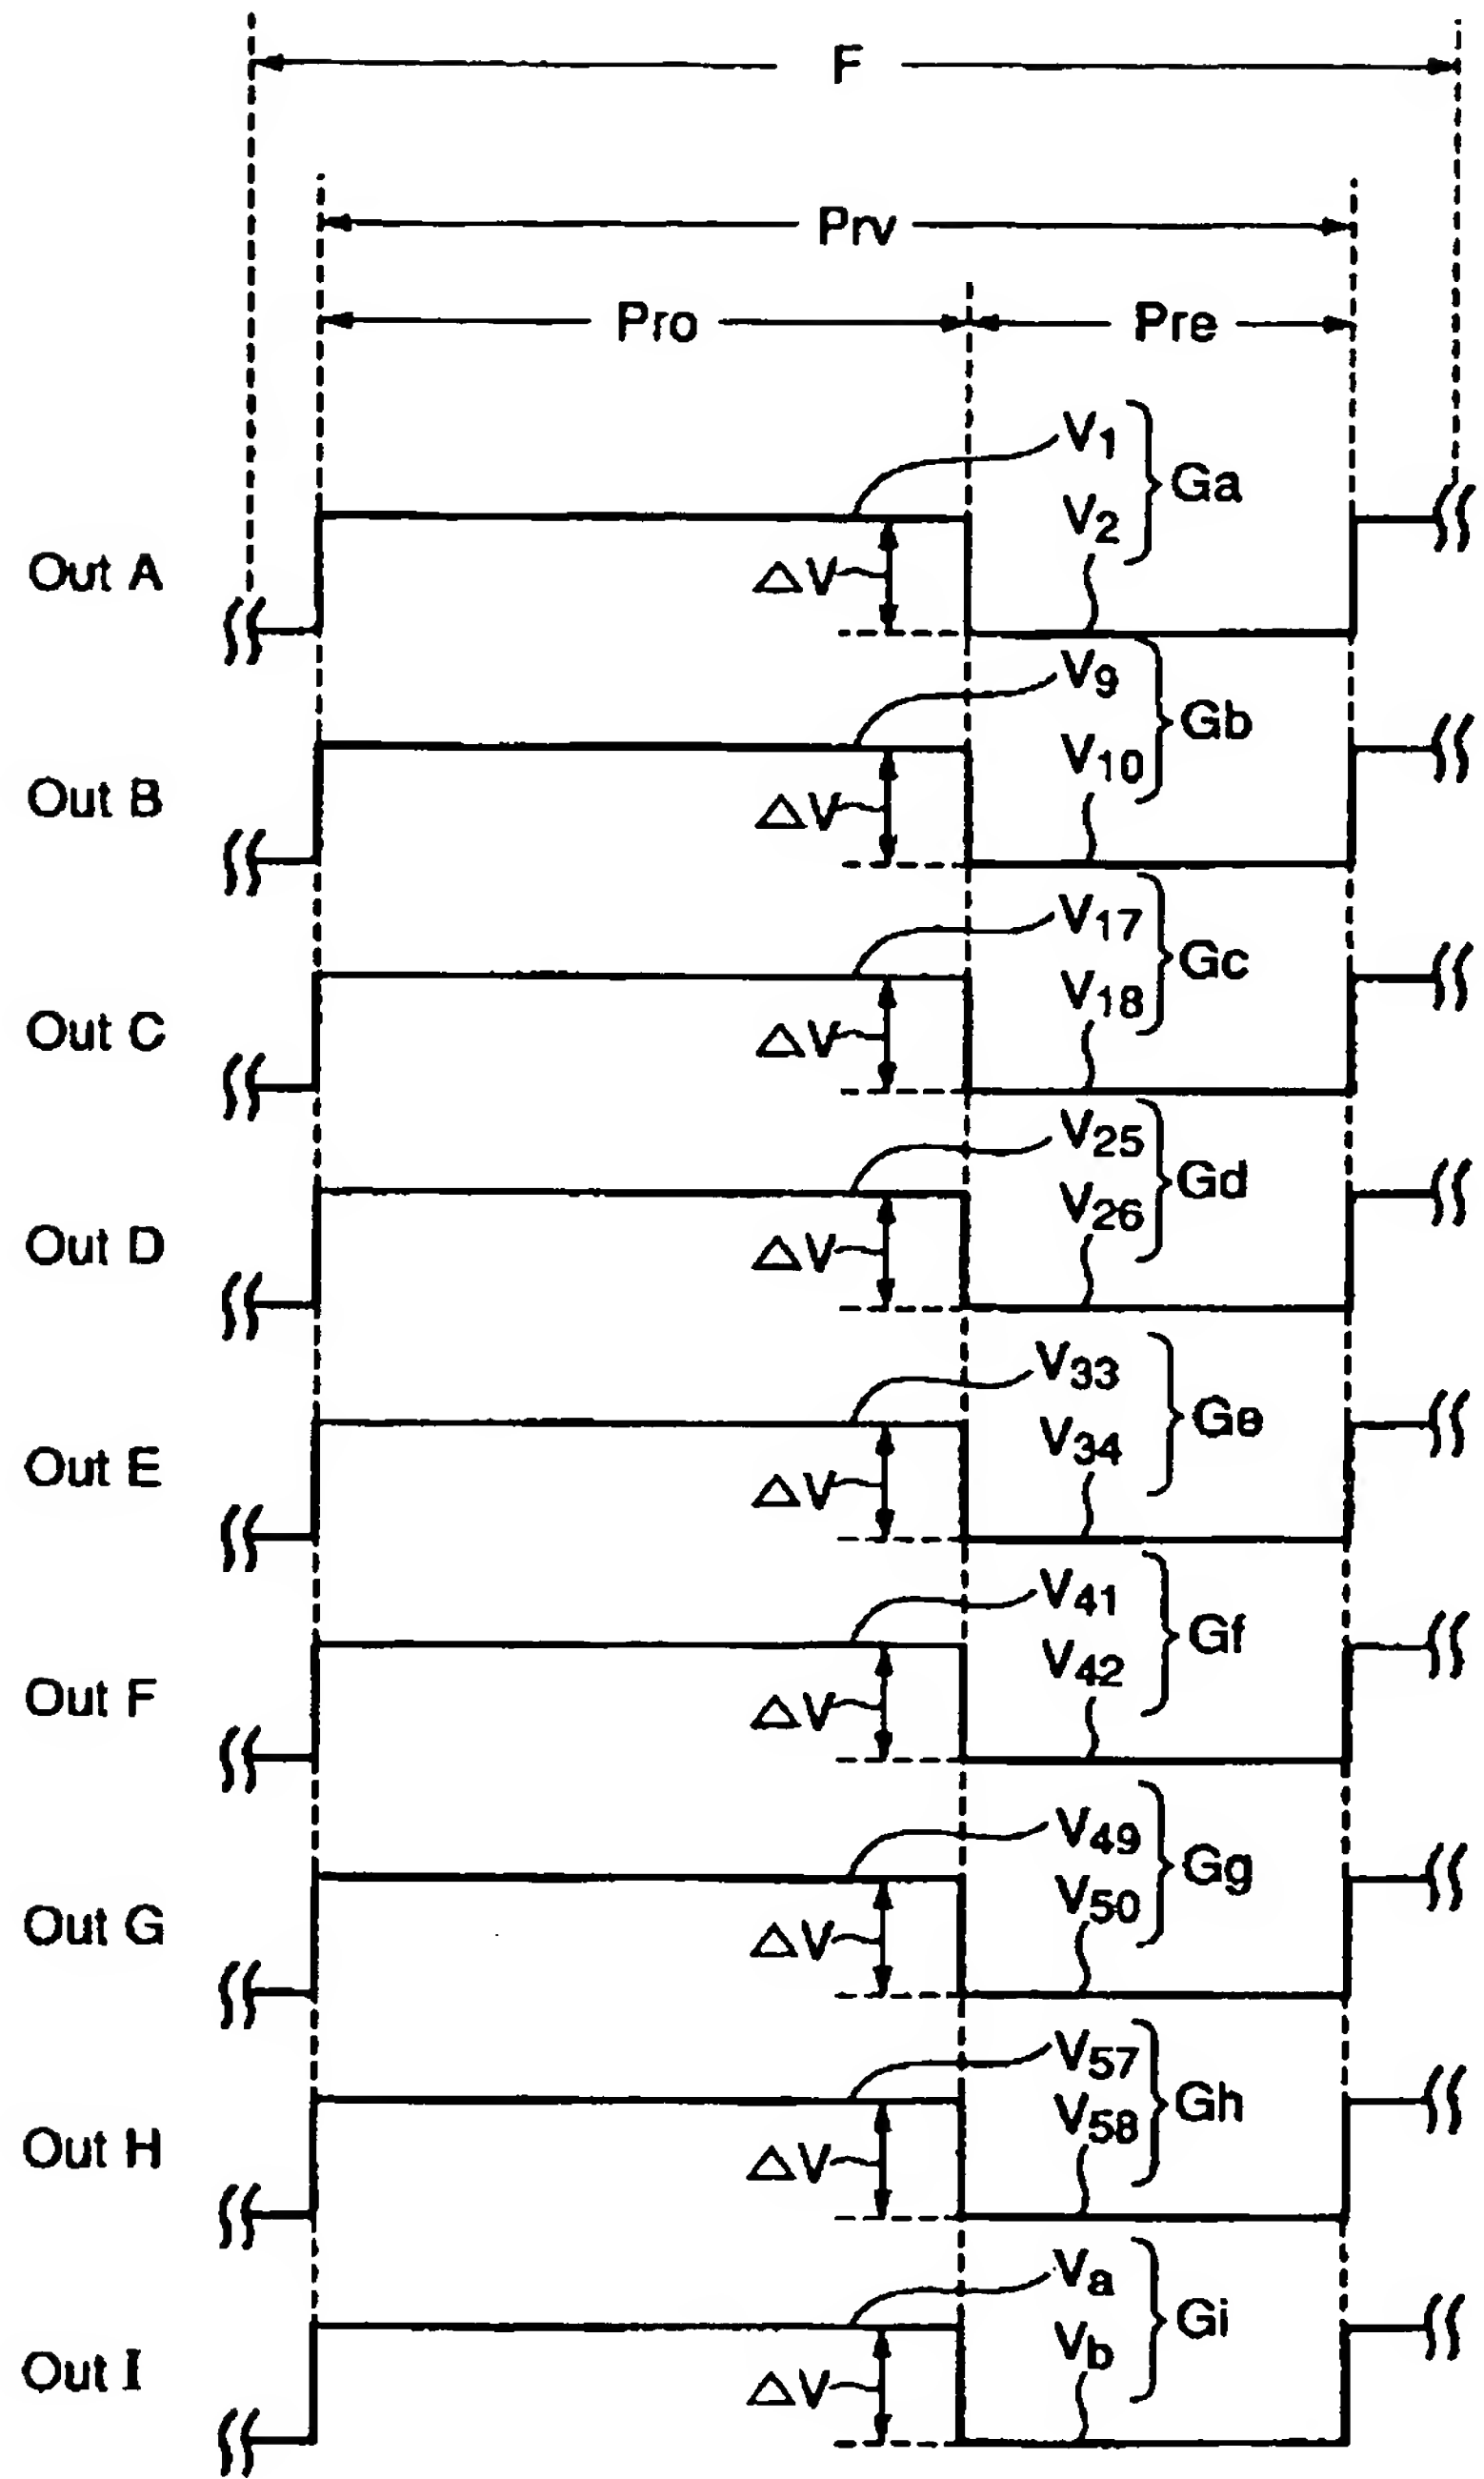 F
Prv
Pro Pre
V1
V2
Ga
Out A
ΔV
V9
V10
Gb
Out B
ΔV
V17
V18
Gc
Out C
ΔV
V25
V26
Gd
Out D
ΔV
V33
V34
Ge
Out E
ΔV
V41
V42
Gf
Out F
ΔV
V49
V50
Gg
Out G
ΔV
V57
V58
Gh
Out H
ΔV
Va
Vb
Gi
Out I
ΔV